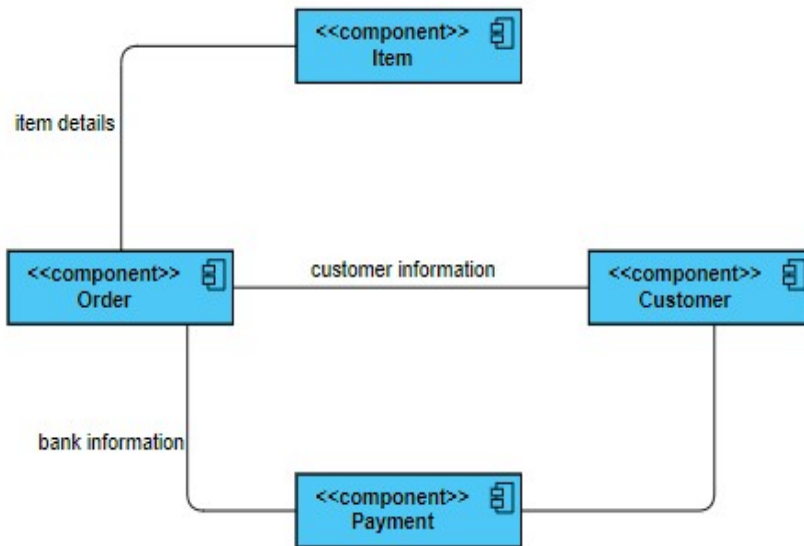 <<component>>
Item
item details
<<component>>
Order
customer information
<<component>>
Customer
bank information
<<component>>
Payment